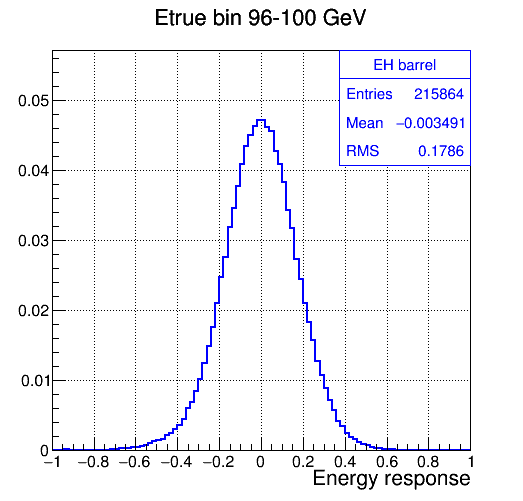 Etrue bin 96-100 GeV
EH barrel
Entries 215864
Mean −0.003491
RMS 0.1786
0.05
0.04
0.03
0.02
0.01
0
−1 −0.8 −0.6 −0.4 −0.2 0 0.2 0.4 0.6 0.8 1
Energy response